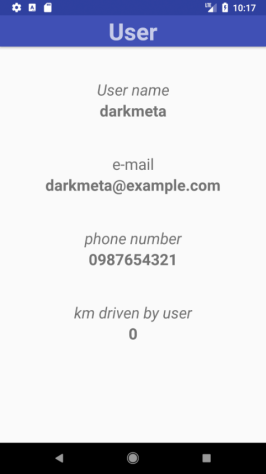 10:17
User
User name
darkmeta
e-mail
darkmeta@example.com
phone number
0987654321
km driven by user
0